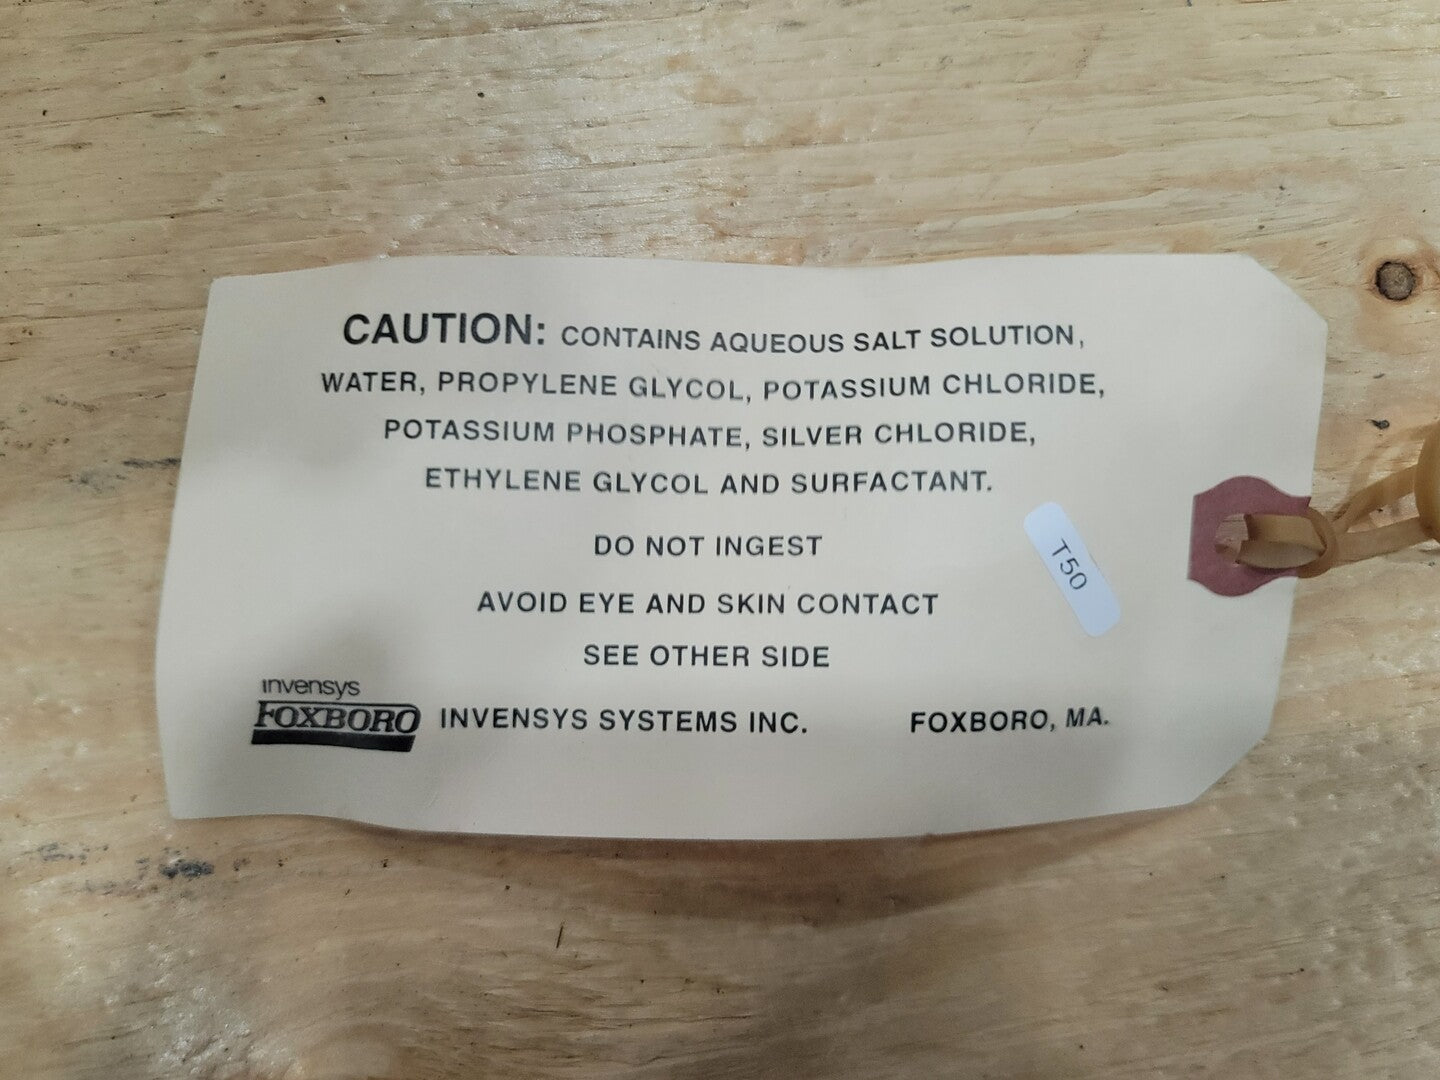 CAUTION: CONTAINS AQUEOUS SALT SOLUTION,
WATER, PROPYLENE GLYCOL, POTASSIUM CHLORIDE,
POTASSIUM PHOSPHATE, SILVER CHLORIDE,
ETHYLENE GLYCOL AND SURFACTANT.
DO NOT INGEST
T50
AVOID EYE AND SKIN CONTACT
SEE OTHER SIDE
invensys
FOXBORO INVENSYS SYSTEMS INC. FOXBORO, MA.